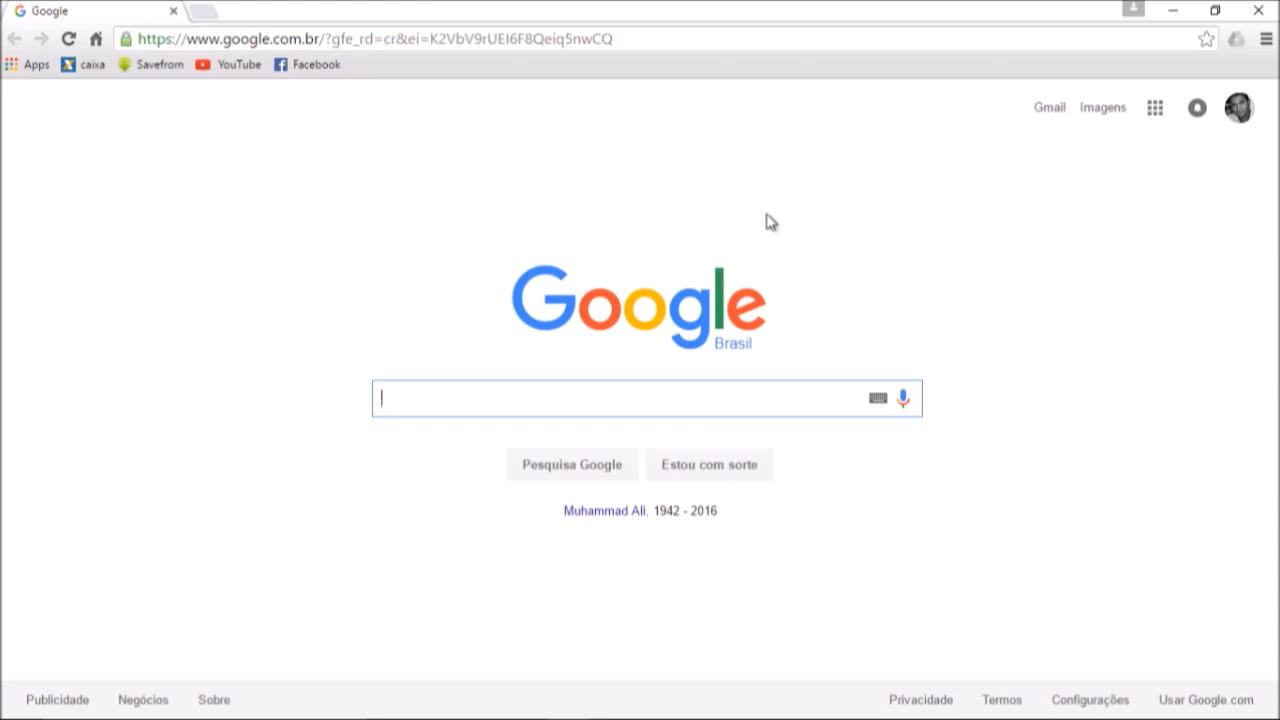 Google
https://www.google.com.br/?gfe_rd=cr&ei=K2VbV9rUEI6F8Qeiq5nwCQ
Apps caixa Savefrom YouTube Facebook
Gmail Imagens
Google
Brasil
Pesquisa Google Estou com sorte
Muhammad Ali, 1942 - 2016
Publicidade Negócios Sobre Privacidade Termos Configurações Usar Google.com